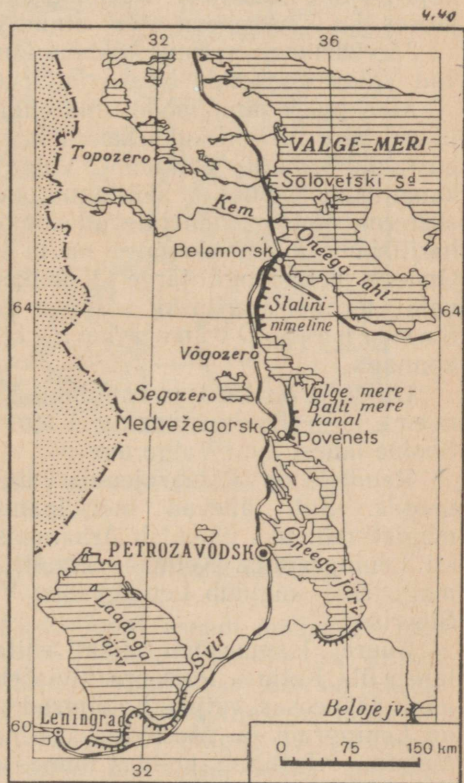 4.40
32
36
VALGE MERI
Topozero
Solovetski sd
Kem
Oneega laht
Belomorsk
64
Stalini-
nimeline
64
Võgozero
Segozero
Valge mere-
Balti mere
kanal
Medvežegorsk
Povenets
PETROZAVODSK
Oneega järv
Laadoga
järv
Svir
Beloje jv.
60
Leningrad
32
0 75 150 km